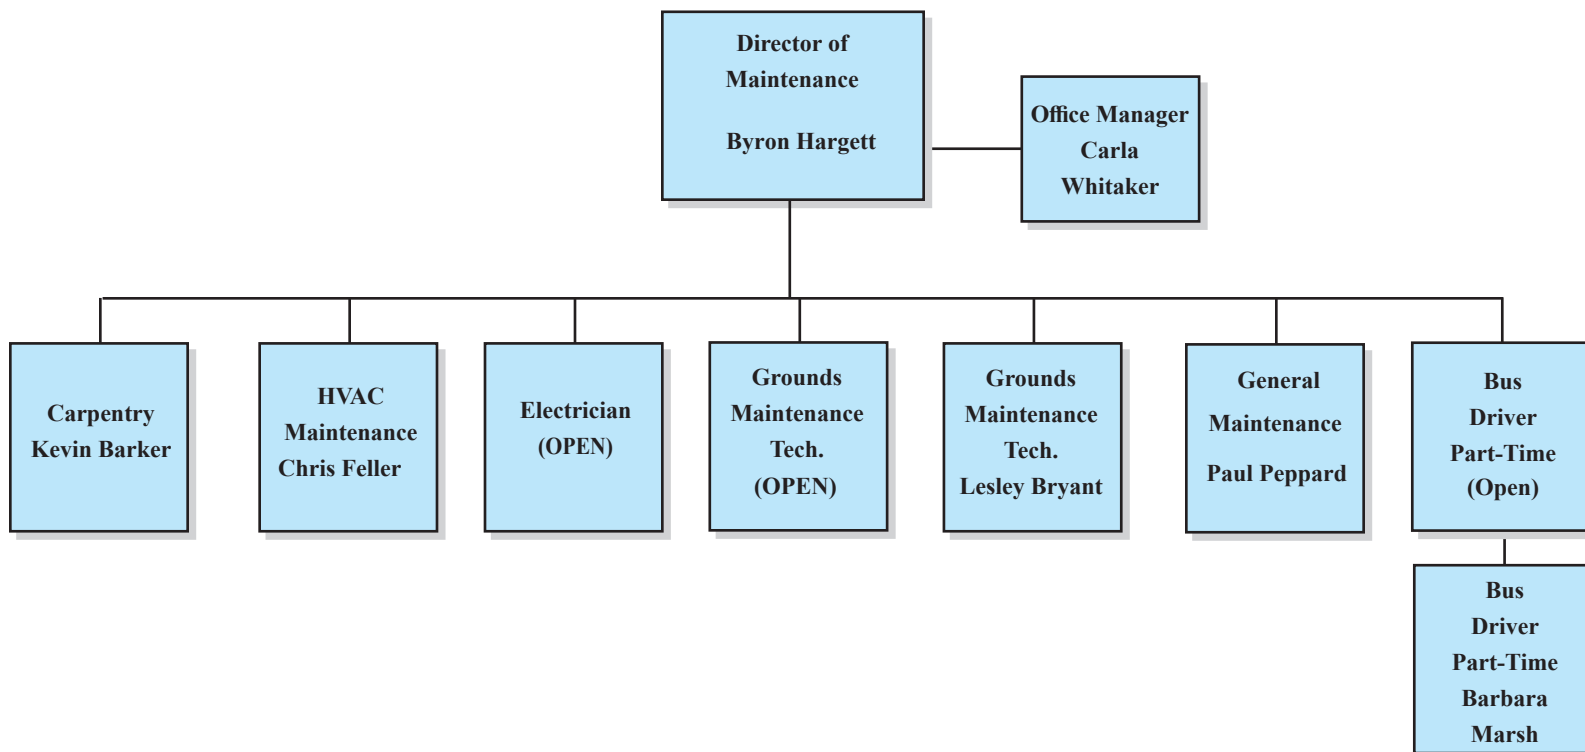 Director of
Maintenance
Byron Hargett
Office Manager
Carla
Whitaker
Carpentry
Kevin Barker
HVAC
Maintenance
Chris Feller
Electrician
(OPEN)
Grounds
Maintenance
Tech.
(OPEN)
Grounds
Maintenance
Tech.
Lesley Bryant
General
Maintenance
Paul Peppard
Bus
Driver
Part-Time
(Open)
Bus
Driver
Part-Time
Barbara
Marsh